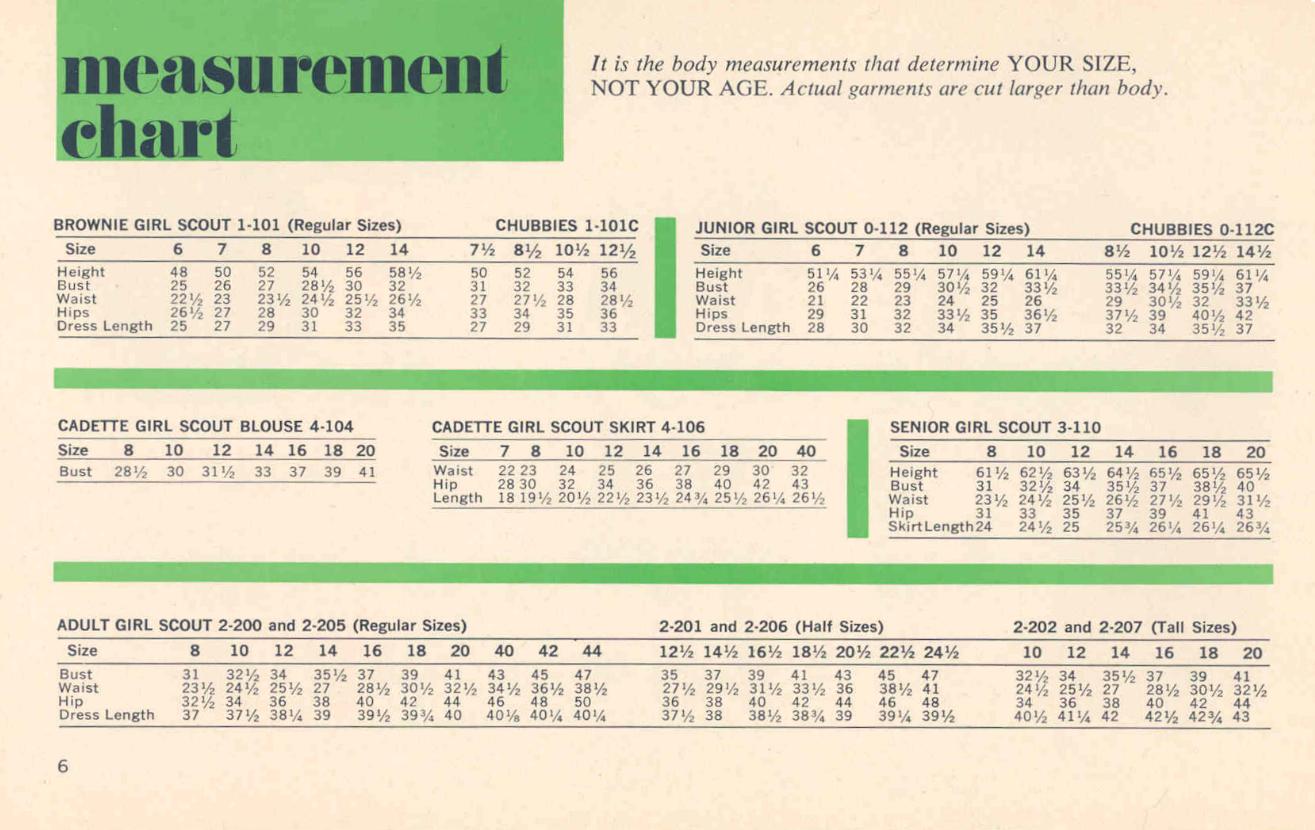 measurement
chart
It is the body measurements that determine YOUR SIZE,
NOT YOUR AGE. Actual garments are cut larger than body.
BROWNIE GIRL SCOUT 1-101 (Regular Sizes) CHUBBIES 1-101C
Size 6 7 8 10 12 14 7½ 8½ 10½ 12½
Height 48 50 52 54 56 58½ 50 52 54 56
Bust 25 26 27 28½ 30 32 31 32 33 34
Waist 22½ 23 23½ 24½ 25½ 26½ 27 27½ 28 28½
Hips 26½ 27 28 30 32 34 33 34 35 36
Dress Length 25 27 29 31 33 35 27 29 31 33
JUNIOR GIRL SCOUT 0-112 (Regular Sizes) CHUBBIES 0-112C
Size 6 7 8 10 12 14 8½ 10½ 12½ 14½
Height 51¼ 53¼ 55¼ 57¼ 59¼ 61¼ 55¼ 57¼ 59¼ 61¼
Bust 26 28 29 30½ 32 33½ 33½ 34½ 35½ 37
Waist 21 22 23 24 25 26 29 30½ 32 33½
Hips 29 31 32 33½ 35 36½ 37½ 39 40½ 42
Dress Length 28 30 32 34 35½ 37 32 34 35½ 37
CADETTE GIRL SCOUT BLOUSE 4-104
Size 8 10 12 14 16 18 20
Bust 28½ 30 31½ 33 37 39 41
CADETTE GIRL SCOUT SKIRT 4-106
Size 7 8 10 12 14 16 18 20 40
Waist 22 23 24 25 26 27 29 30 32
Hip 28 30 32 34 36 38 40 42 43
Length 18 19½ 20½ 22½ 23½ 24¾ 25½ 26¼ 26½
SENIOR GIRL SCOUT 3-110
Size 8 10 12 14 16 18 20
Height 61½ 62½ 63½ 64½ 65½ 65½ 65½
Bust 31 32½ 34 35½ 37 38½ 40
Waist 23½ 24½ 25½ 26½ 27½ 29½ 31½
Hip 31 33 35 37 39 41 43
Skirt Length 24 24½ 25 25¾ 26¼ 26¼ 26¾
ADULT GIRL SCOUT 2-200 and 2-205 (Regular Sizes) 2-201 and 2-206 (Half Sizes) 2-202 and 2-207 (Tall Sizes)
Size 8 10 12 14 16 18 20 40 42 44 12½ 14½ 16½ 18½ 20½ 22½ 24½ 10 12 14 16 18 20
Bust 31 32½ 34 35½ 37 39 41 43 45 47 35 37 39 41 43 45 47 32½ 34 35½ 37 39 41
Waist 23½ 24½ 25½ 27 28½ 30½ 32½ 34½ 36½ 38½ 27½ 29½ 31½ 33½ 36 38½ 41 24½ 25½ 27 28½ 30½ 32½
Hip 32½ 34 36 38 40 42 44 46 48 50 36 38 40 42 44 46 48 34 36 38 40 42 44
Dress Length 37 37½ 38¼ 39 39½ 39¾ 40 40⅛ 40¼ 40¼ 37½ 38 38½ 38¾ 39 39¼ 39½ 40½ 41¼ 42 42½ 42¾ 43
6